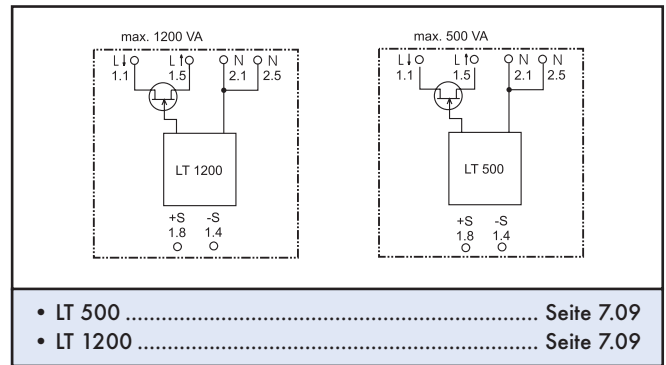 max. 1200 VA
L↓ L↑ N N
1.1 1.5 2.1 2.5
LT 1200
+S -S
1.8 1.4
max. 500 VA
L↓ L↑ N N
1.1 1.5 2.1 2.5
LT 500
+S -S
1.8 1.4
• LT 500 ........................................................................ Seite 7.09
• LT 1200 ...................................................................... Seite 7.09